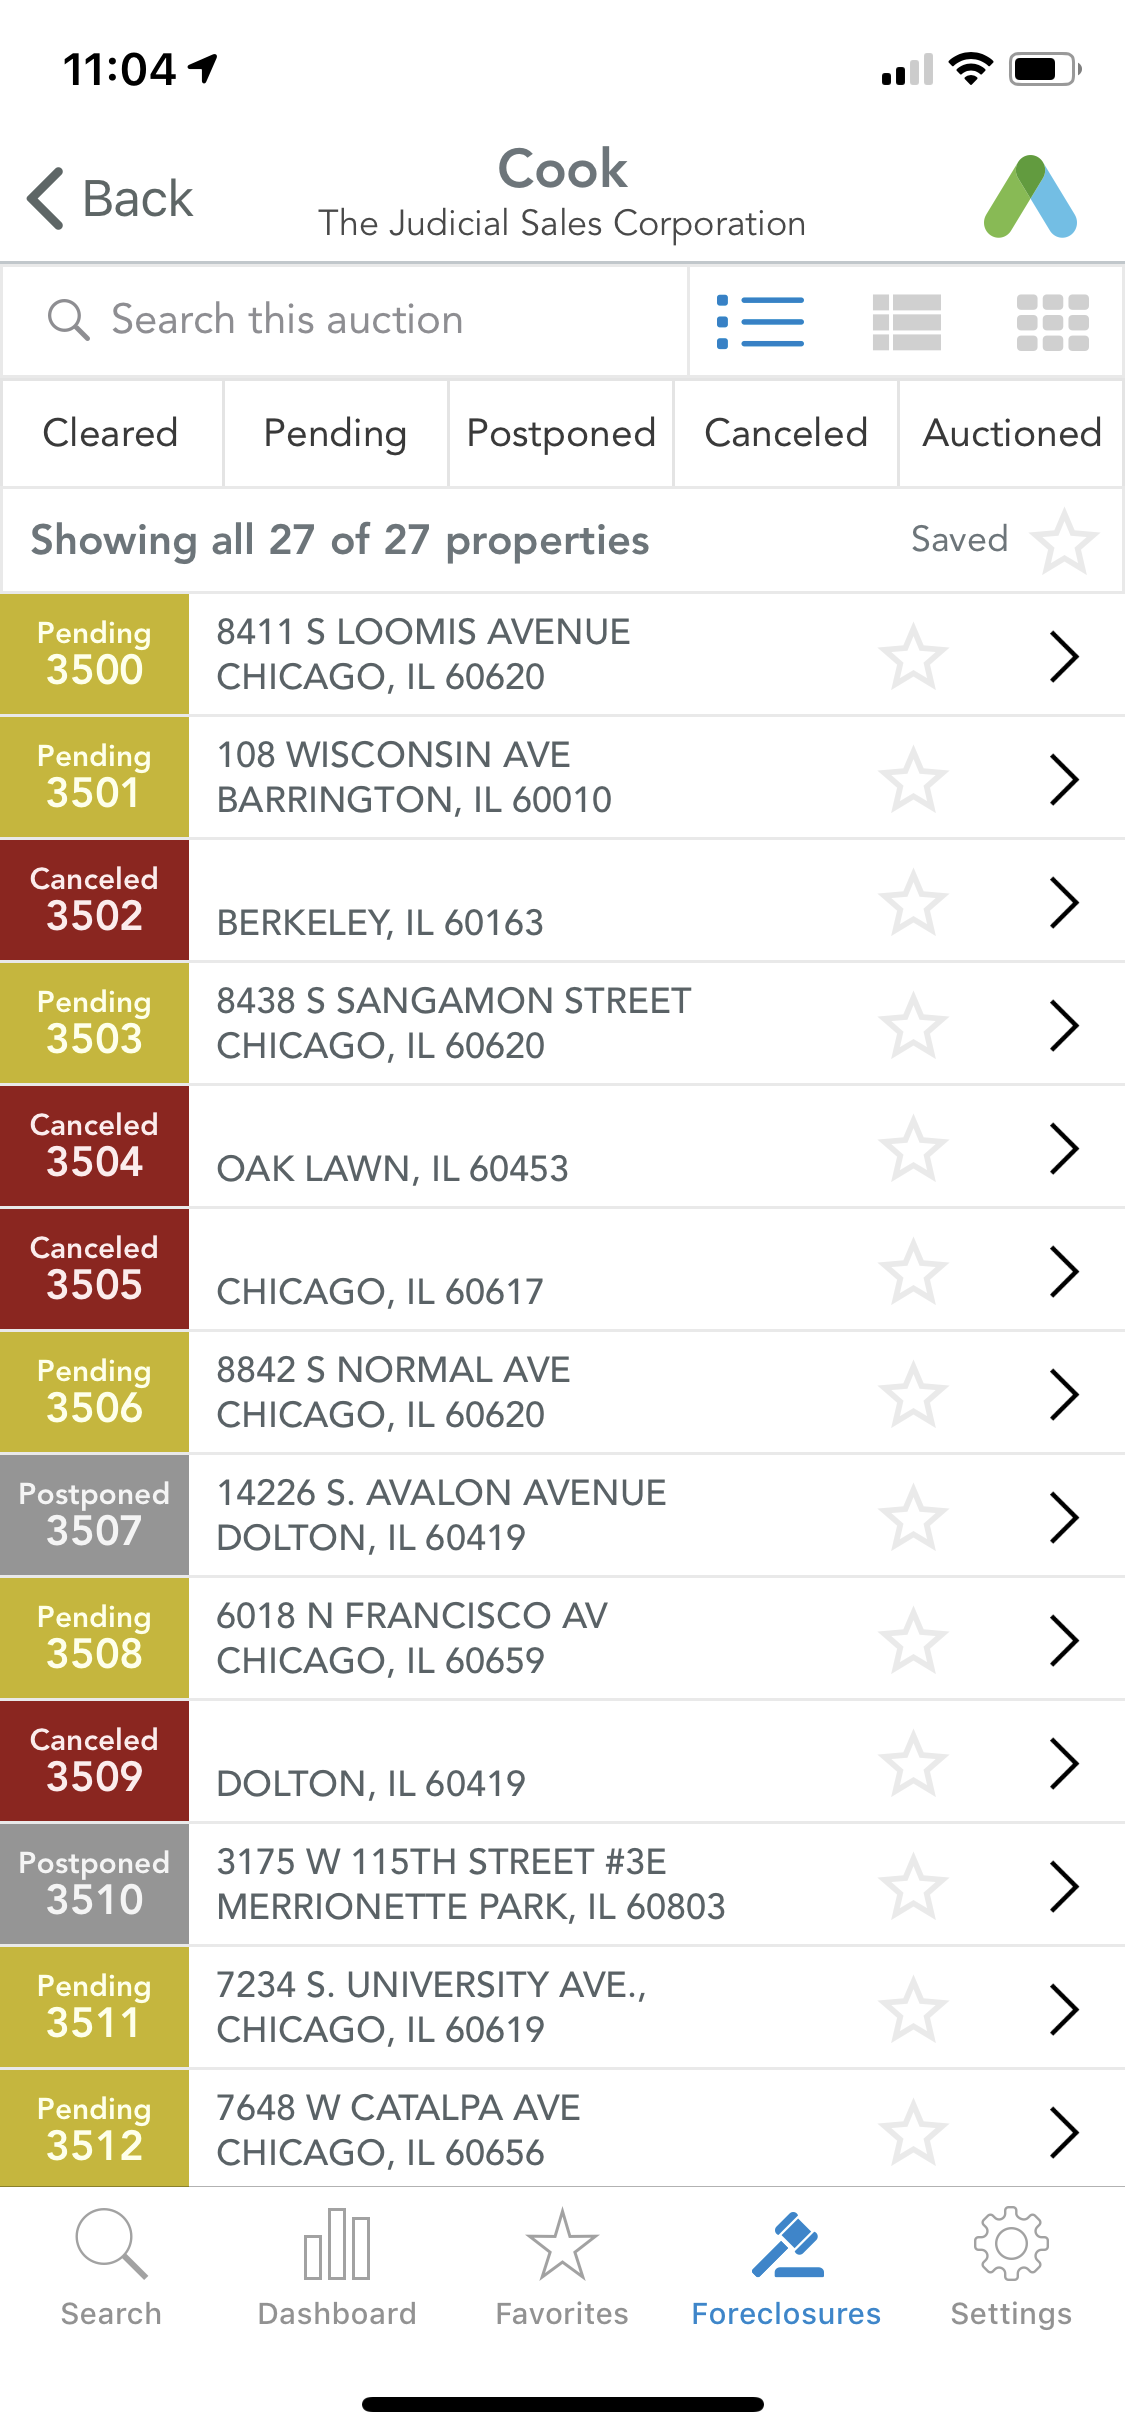 11:04
Back
Cook
The Judicial Sales Corporation
Search this auction
Cleared
Pending
Postponed
Canceled
Auctioned
Showing all 27 of 27 properties
Saved
Pending
3500
8411 S LOOMIS AVENUE
CHICAGO, IL 60620
Pending
3501
108 WISCONSIN AVE
BARRINGTON, IL 60010
Canceled
3502
BERKELEY, IL 60163
Pending
3503
8438 S SANGAMON STREET
CHICAGO, IL 60620
Canceled
3504
OAK LAWN, IL 60453
Canceled
3505
CHICAGO, IL 60617
Pending
3506
8842 S NORMAL AVE
CHICAGO, IL 60620
Postponed
3507
14226 S. AVALON AVENUE
DOLTON, IL 60419
Pending
3508
6018 N FRANCISCO AV
CHICAGO, IL 60659
Canceled
3509
DOLTON, IL 60419
Postponed
3510
3175 W 115TH STREET #3E
MERRIONETTE PARK, IL 60803
Pending
3511
7234 S. UNIVERSITY AVE.,
CHICAGO, IL 60619
Pending
3512
7648 W CATALPA AVE
CHICAGO, IL 60656
Search
Dashboard
Favorites
Foreclosures
Settings